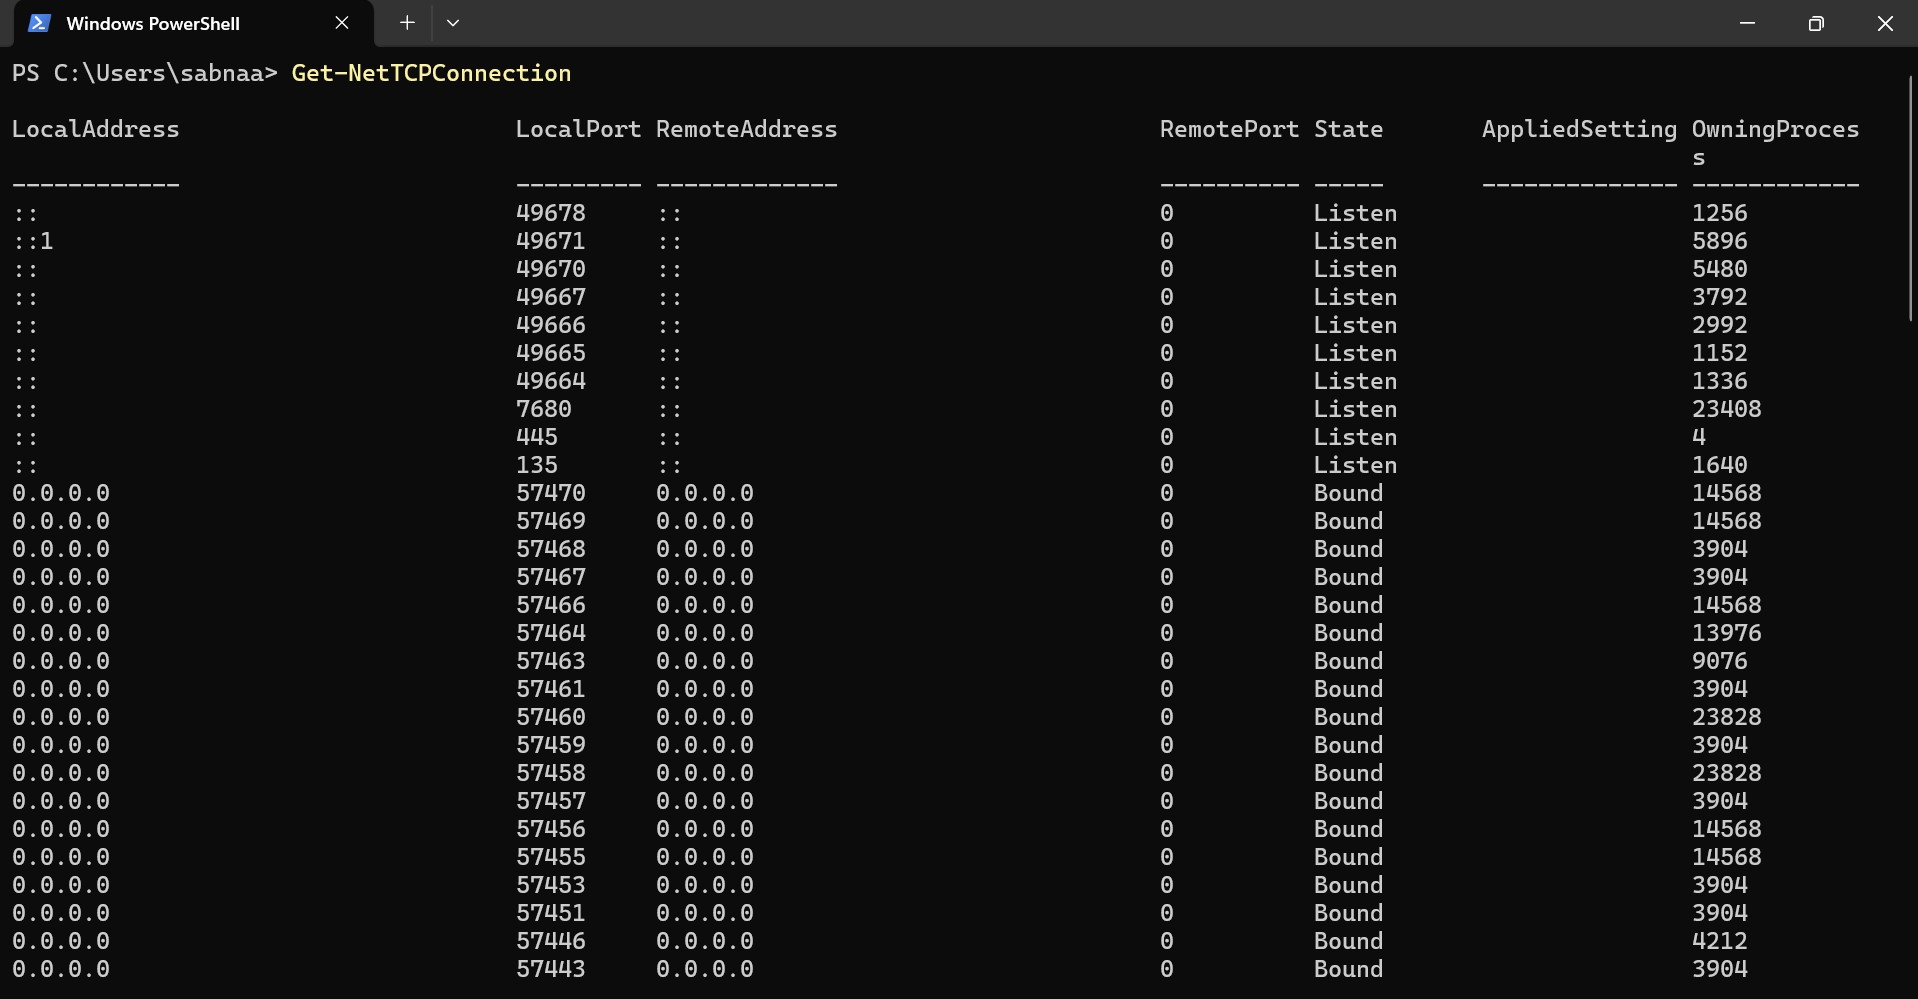 Windows PowerShell
PS C:\Users\sabnaa> Get-NetTCPConnection
LocalAddress LocalPort RemoteAddress RemotePort State AppliedSetting OwningProces
s
------------ --------- ------------- ---------- ----- -------------- ------------
:: 49678 :: 0 Listen 1256
::1 49671 :: 0 Listen 5896
:: 49670 :: 0 Listen 5480
:: 49667 :: 0 Listen 3792
:: 49666 :: 0 Listen 2992
:: 49665 :: 0 Listen 1152
:: 49664 :: 0 Listen 1336
:: 7680 :: 0 Listen 23408
:: 445 :: 0 Listen 4
:: 135 :: 0 Listen 1640
0.0.0.0 57470 0.0.0.0 0 Bound 14568
0.0.0.0 57469 0.0.0.0 0 Bound 14568
0.0.0.0 57468 0.0.0.0 0 Bound 3904
0.0.0.0 57467 0.0.0.0 0 Bound 3904
0.0.0.0 57466 0.0.0.0 0 Bound 14568
0.0.0.0 57464 0.0.0.0 0 Bound 13976
0.0.0.0 57463 0.0.0.0 0 Bound 9076
0.0.0.0 57461 0.0.0.0 0 Bound 3904
0.0.0.0 57460 0.0.0.0 0 Bound 23828
0.0.0.0 57459 0.0.0.0 0 Bound 3904
0.0.0.0 57458 0.0.0.0 0 Bound 23828
0.0.0.0 57457 0.0.0.0 0 Bound 3904
0.0.0.0 57456 0.0.0.0 0 Bound 14568
0.0.0.0 57455 0.0.0.0 0 Bound 14568
0.0.0.0 57453 0.0.0.0 0 Bound 3904
0.0.0.0 57451 0.0.0.0 0 Bound 3904
0.0.0.0 57446 0.0.0.0 0 Bound 4212
0.0.0.0 57443 0.0.0.0 0 Bound 3904